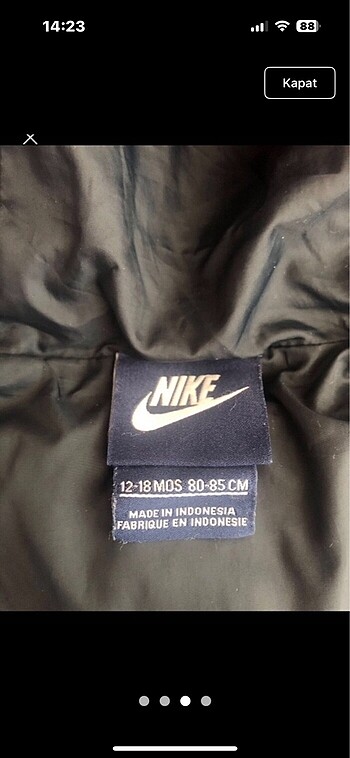 14:23
88
Kapat
NIKE
12-18 MOS 80-85 CM
MADE IN INDONESIA
FABRIQUE EN INDONESIE